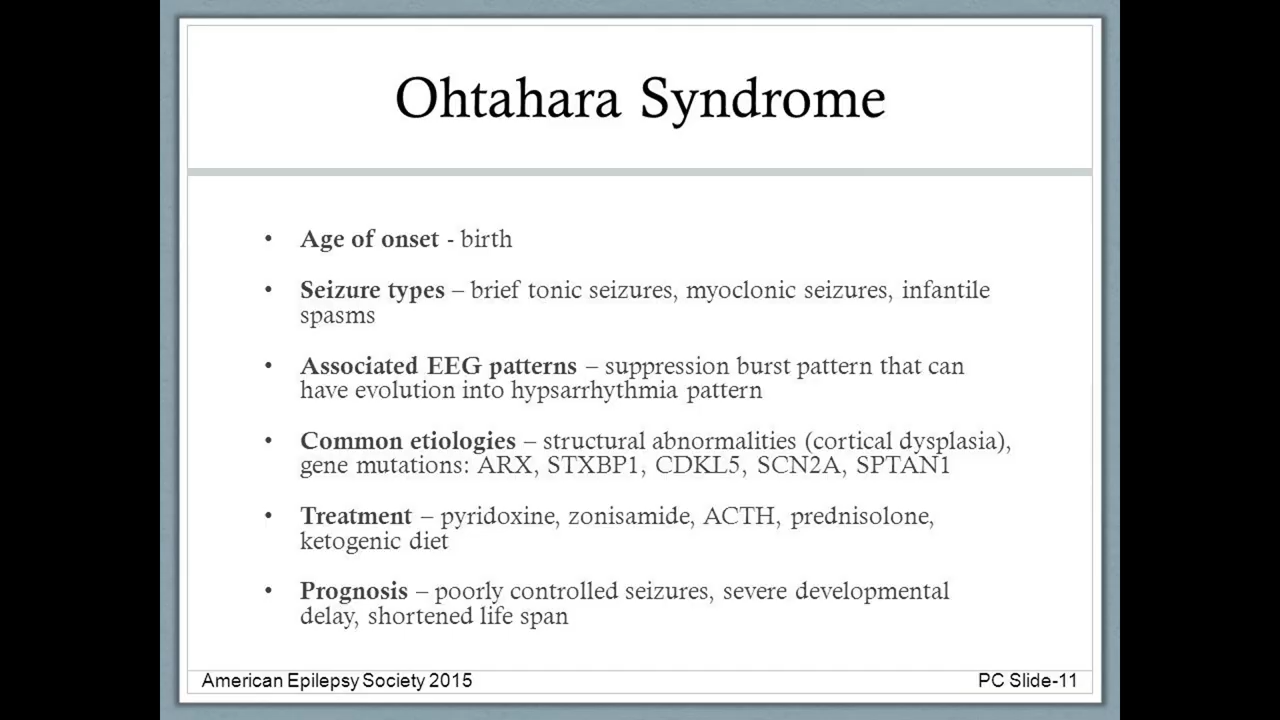 Ohtahara Syndrome
• Age of onset - birth
• Seizure types – brief tonic seizures, myoclonic seizures, infantile
spasms
• Associated EEG patterns – suppression burst pattern that can
have evolution into hypsarrhythmia pattern
• Common etiologies – structural abnormalities (cortical dysplasia),
gene mutations: ARX, STXBP1, CDKL5, SCN2A, SPTAN1
• Treatment – pyridoxine, zonisamide, ACTH, prednisolone,
ketogenic diet
• Prognosis – poorly controlled seizures, severe developmental
delay, shortened life span
American Epilepsy Society 2015
PC Slide-11